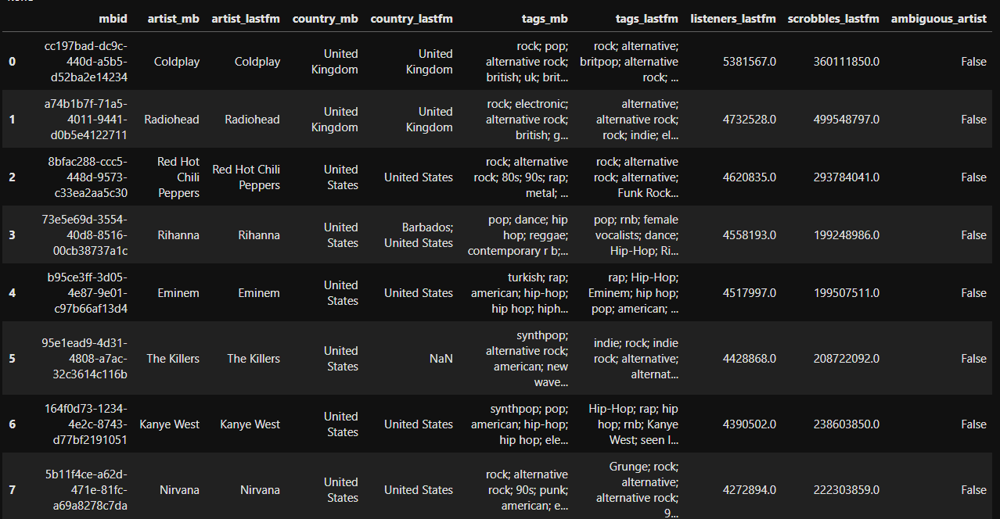 mbid artist_mb artist_lastfm country_mb country_lastfm tags_mb tags_lastfm listeners_lastfm scrobbles_lastfm ambiguous_artist
cc197bad-dc9c-
440d-a5b5-
d52ba2e14234
0 Coldplay Coldplay United Kingdom United Kingdom rock; pop; alternative rock; british; uk; brit... rock; alternative; britpop; alternative rock; ... 5381567.0 360111850.0 False
a74b1b7f-71a5-
4011-9441-
d0b5e4122711
1 Radiohead Radiohead United Kingdom United Kingdom rock; electronic; alternative rock; british; g... alternative; alternative rock; rock; indie; el... 4732528.0 499548797.0 False
8bfac288-ccc5-
448d-9573-
c33ea2aa5c30
2 Red Hot Chili Peppers Red Hot Chili Peppers United States United States rock; alternative rock; 80s; 90s; rap; metal; ... rock; alternative rock; alternative; Funk Rock... 4620835.0 293784041.0 False
73e5e69d-3554-
40d8-8516-
00cb38737a1c
3 Rihanna Rihanna United States Barbados; United States pop; dance; hip hop; reggae; contemporary r b;... pop; rnb; female vocalists; dance; Hip-Hop; Ri... 4558193.0 199248986.0 False
b95ce3ff-3d05-
4e87-9e01-
c97b66af13d4
4 Eminem Eminem United States United States turkish; rap; american; hip-hop; hip hop; hiph... rap; Hip-Hop; Eminem; hip hop; pop; american; ... 4517997.0 199507511.0 False
95e1ead9-4d31-
4808-a7ac-
32c3614c116b
5 The Killers The Killers United States NaN synthpop; alternative rock; american; new wave... indie; rock; indie rock; alternative; alternat... 4428868.0 208722092.0 False
164f0d73-1234-
4e2c-8743-
d77bf2191051
6 Kanye West Kanye West United States United States synthpop; pop; american; hip-hop; hip hop; ele... Hip-Hop; rap; hip hop; rnb; Kanye West; seen l... 4390502.0 238603850.0 False
5b11f4ce-a62d-
471e-81fc-
a69a8278c7da
7 Nirvana Nirvana United States United States rock; alternative rock; 90s; punk; american; e... Grunge; rock; alternative; alternative rock; 9... 4272894.0 222303859.0 False